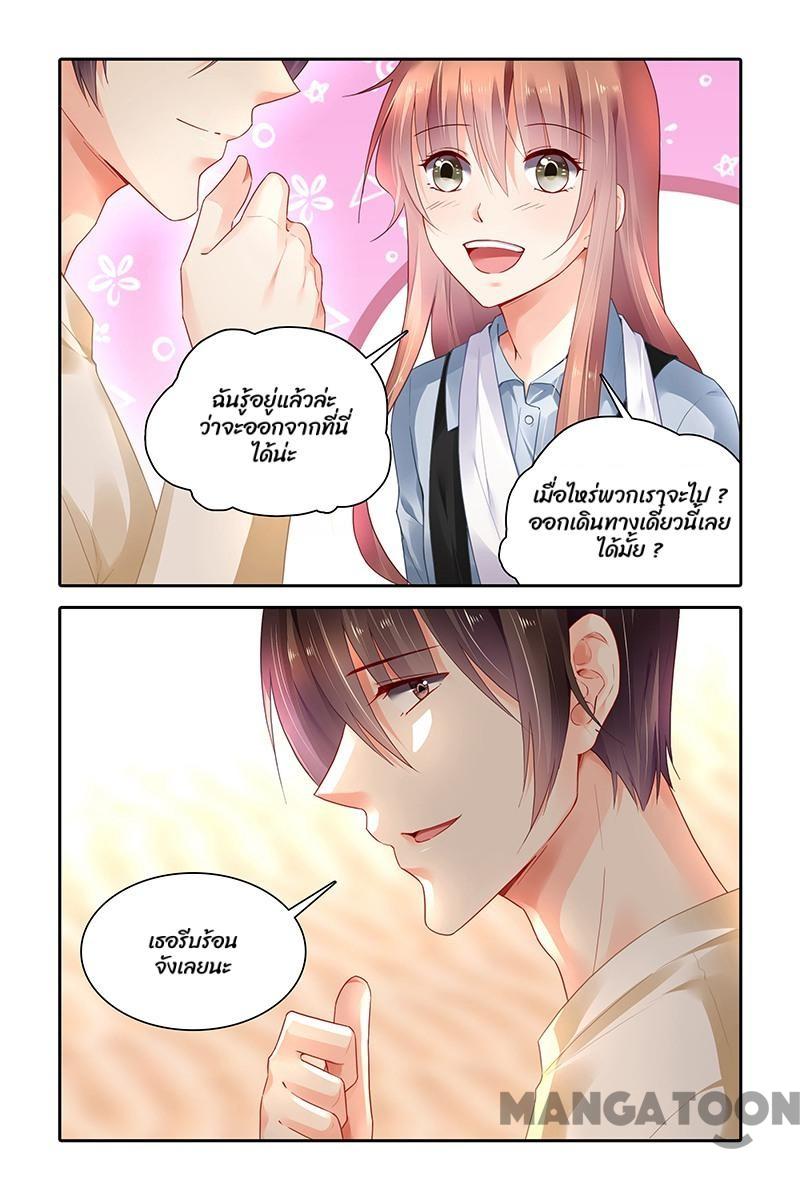 ฉันรู้อยู่แล้วล่ะ
ว่าจะออกจากที่นี่
ได้น่ะ
เมื่อไหร่พวกเราจะไป ?
ออกเดินทางเดี๋ยวนี้เลย
ได้มั้ย ?
เธอรีบร้อน
จังเลยนะ
MANGATOON